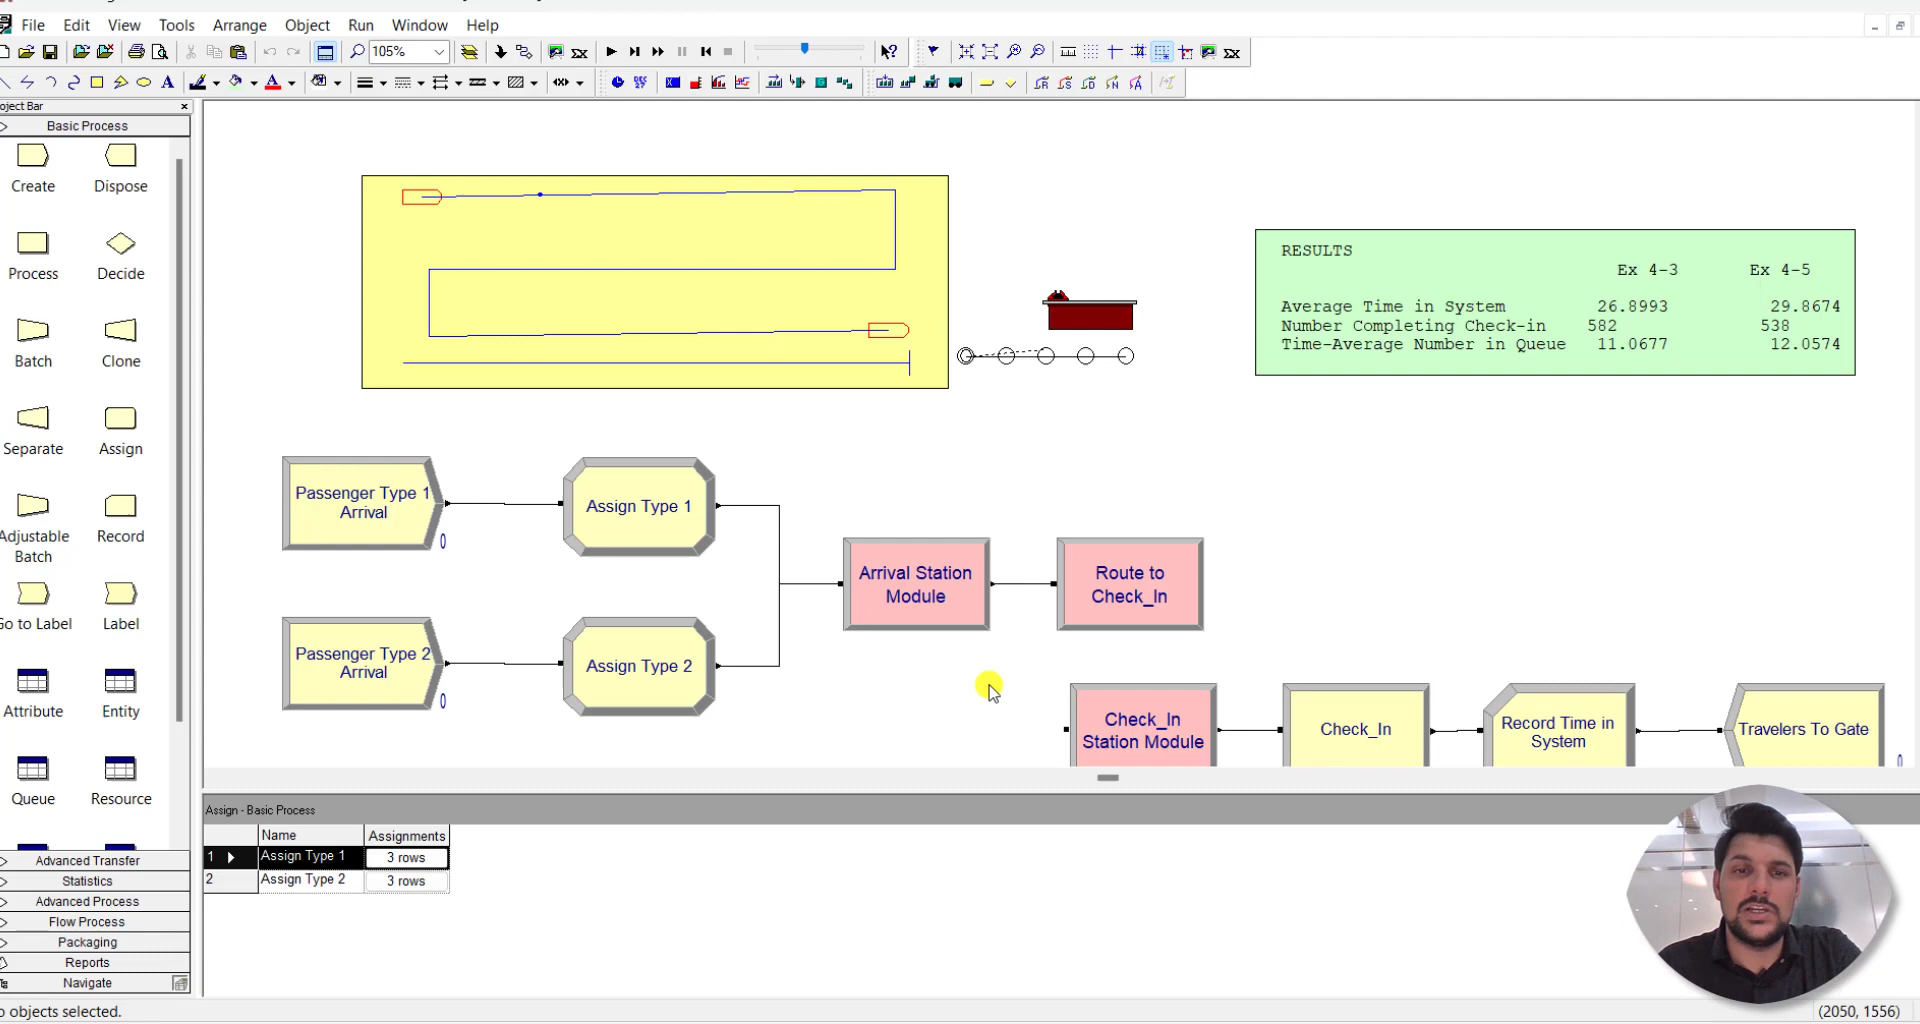 File Edit View Tools Arrange Object Run Window Help
105%
oject Bar
Basic Process
Create Dispose
Process Decide
Batch Clone
Separate Assign
Adjustable Batch Record
Go to Label Label
Attribute Entity
Queue Resource
Advanced Transfer
Statistics
Advanced Process
Flow Process
Packaging
Reports
Navigate
RESULTS
Ex 4-3 Ex 4-5
Average Time in System 26.8993 29.8674
Number Completing Check-in 582 538
Time-Average Number in Queue 11.0677 12.0574
Passenger Type 1
Arrival
0
Assign Type 1
Arrival Station
Module
Route to
Check_In
Passenger Type 2
Arrival
0
Assign Type 2
Check_In
Station Module
Check_In
Record Time in
System
Travelers To Gate
0
Assign - Basic Process
Name Assignments
1 Assign Type 1 3 rows
2 Assign Type 2 3 rows
o objects selected.
(2050, 1556)